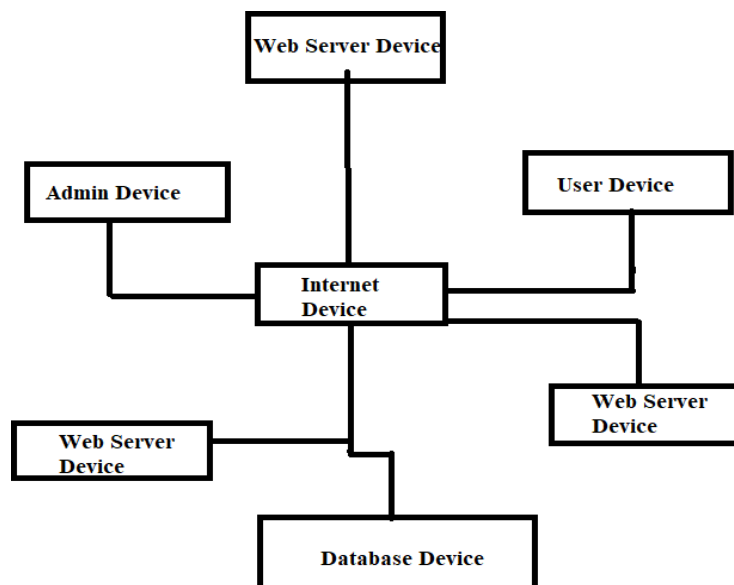 Web Server Device
Admin Device
User Device
Internet
Device
Web Server
Device
Web Server
Device
Database Device